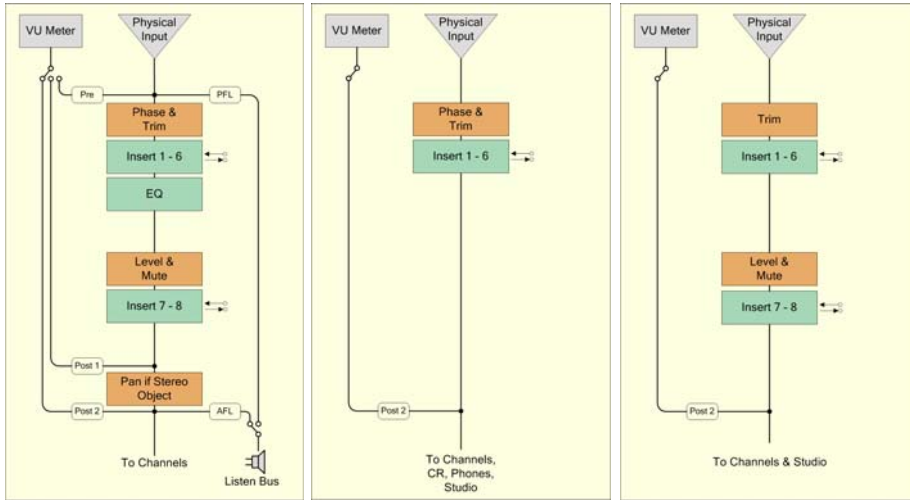 VU Meter
Physical
Input
Pre
PFL
Phase &
Trim
Insert 1 - 6
EQ
Level &
Mute
Insert 7 - 8
Post 1
Pan if Stereo
Object
Post 2
AFL
To Channels
Listen Bus
VU Meter
Physical
Input
Phase &
Trim
Insert 1 - 6
Post 2
To Channels,
CR, Phones,
Studio
VU Meter
Physical
Input
Trim
Insert 1 - 6
Level &
Mute
Insert 7 - 8
Post 2
To Channels & Studio